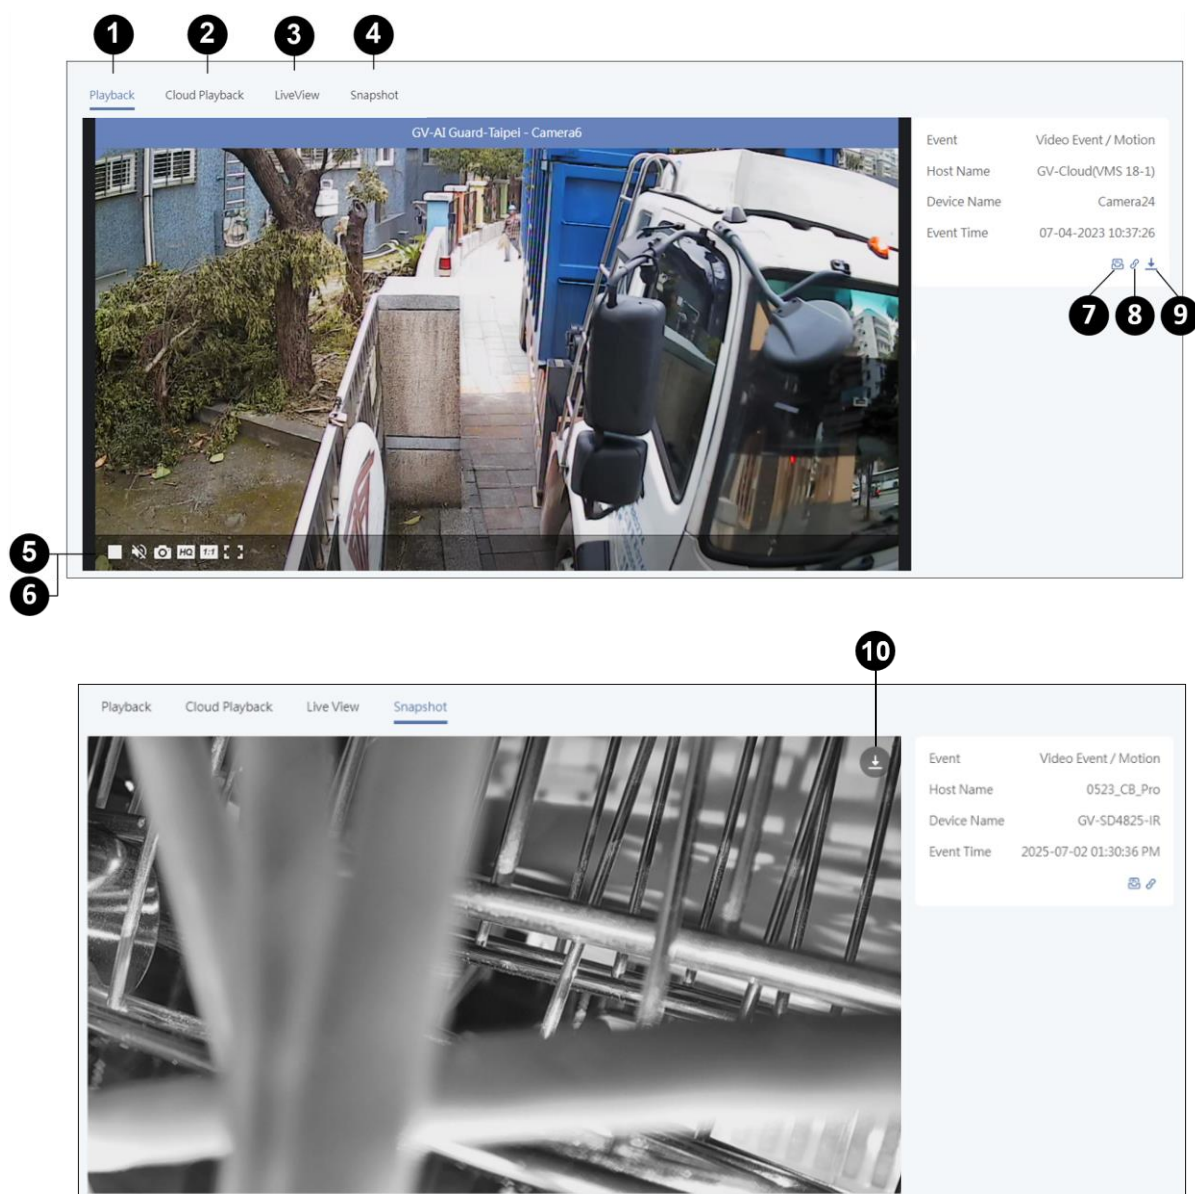 1 2 3 4
Playback Cloud Playback LiveView Snapshot
GV-AI Guard-Taipei - Camera6
Event Video Event / Motion
Host Name GV-Cloud(VMS 18-1)
Device Name Camera24
Event Time 07-04-2023 10:37:26
7 8 9
HQ 1:1
5
6
10
Playback Cloud Playback Live View Snapshot
Event Video Event / Motion
Host Name 0523_CB_Pro
Device Name GV-SD4825-IR
Event Time 2025-07-02 01:30:36 PM